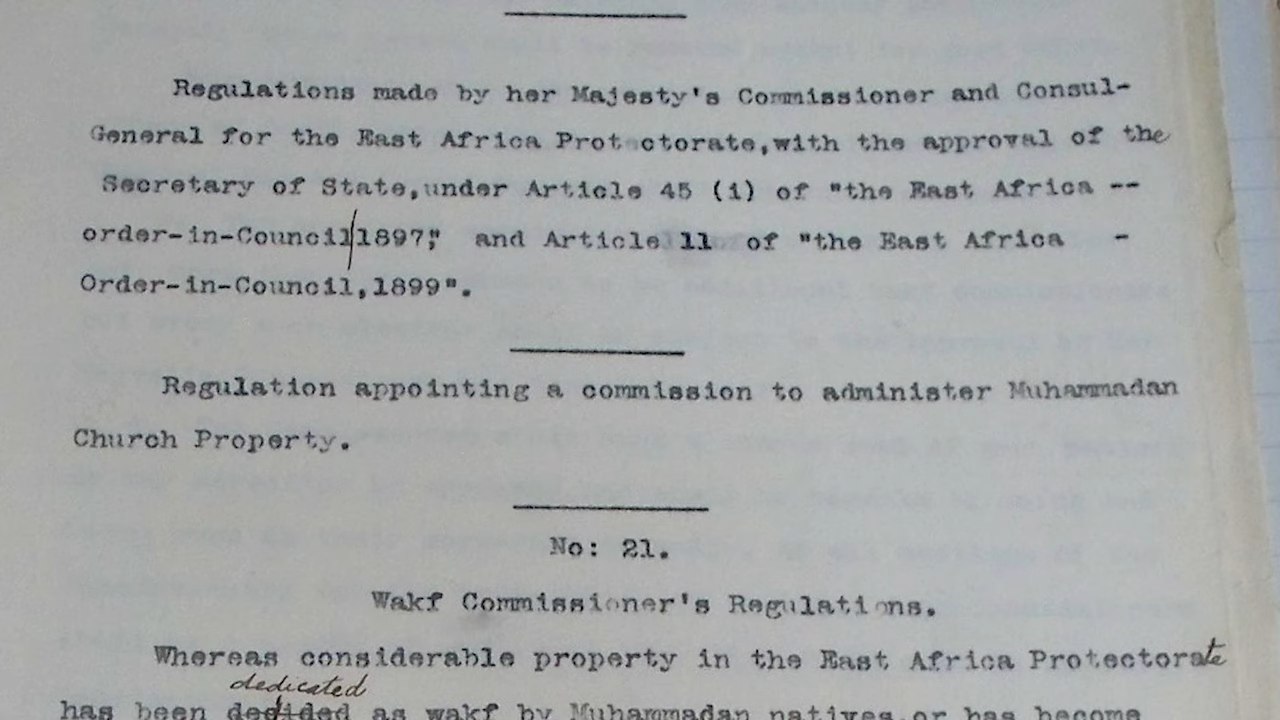 Regulations made by her Majesty's Commissioner and Consul-
General for the East Africa Protectorate,with the approval of the
Secretary of State,under Article 45 (i) of "the East Africa --
order-in-Council/1897;" and Article 11 of "the East Africa -
Order-in-Council,1899".
Regulation appointing a commission to administer Muhammadan
Church Property.
No: 21.
Wakf Commissioner's Regulations.
Whereas considerable property in the East Africa Protectorate
dedicated
has been dedided as wakf by Muhammadan natives,or has become